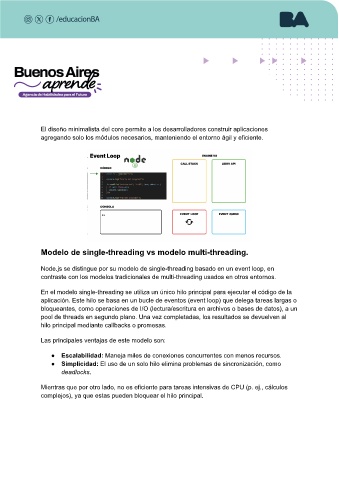 /educacionBA
BA
Buenos Aires
aprende
Agencia de Habilidades para el Futuro
El diseño minimalista del core permite a los desarrolladores construir aplicaciones
agregando solo los módulos necesarios, manteniendo el entorno ágil y eficiente.
Event Loop
node
CALL STACK
CONSOLA
EVENT LOOP
EVENT QUEUE
Modelo de single-threading vs modelo multi-threading.
Node.js se distingue por su modelo de single-threading basado en un event loop, en
contraste con los modelos tradicionales de multi-threading usados en otros entornos.
En el modelo single-threading se utiliza un único hilo principal para ejecutar el código de la
aplicación. Este hilo se basa en un bucle de eventos (event loop) que delega tareas largas o
bloqueantes, como operaciones de I/O (lectura/escritura en archivos o bases de datos), a un
pool de threads en segundo plano. Una vez completadas, los resultados se devuelven al
hilo principal mediante callbacks o promesas.
Las principales ventajas de este modelo son:
● Escalabilidad: Maneja miles de conexiones concurrentes con menos recursos.
● Simplicidad: El uso de un solo hilo elimina problemas de sincronización, como
deadlocks.
Mientras que por otro lado, no es eficiente para tareas intensivas de CPU (p. ej., cálculos
complejos), ya que estas pueden bloquear el hilo principal.